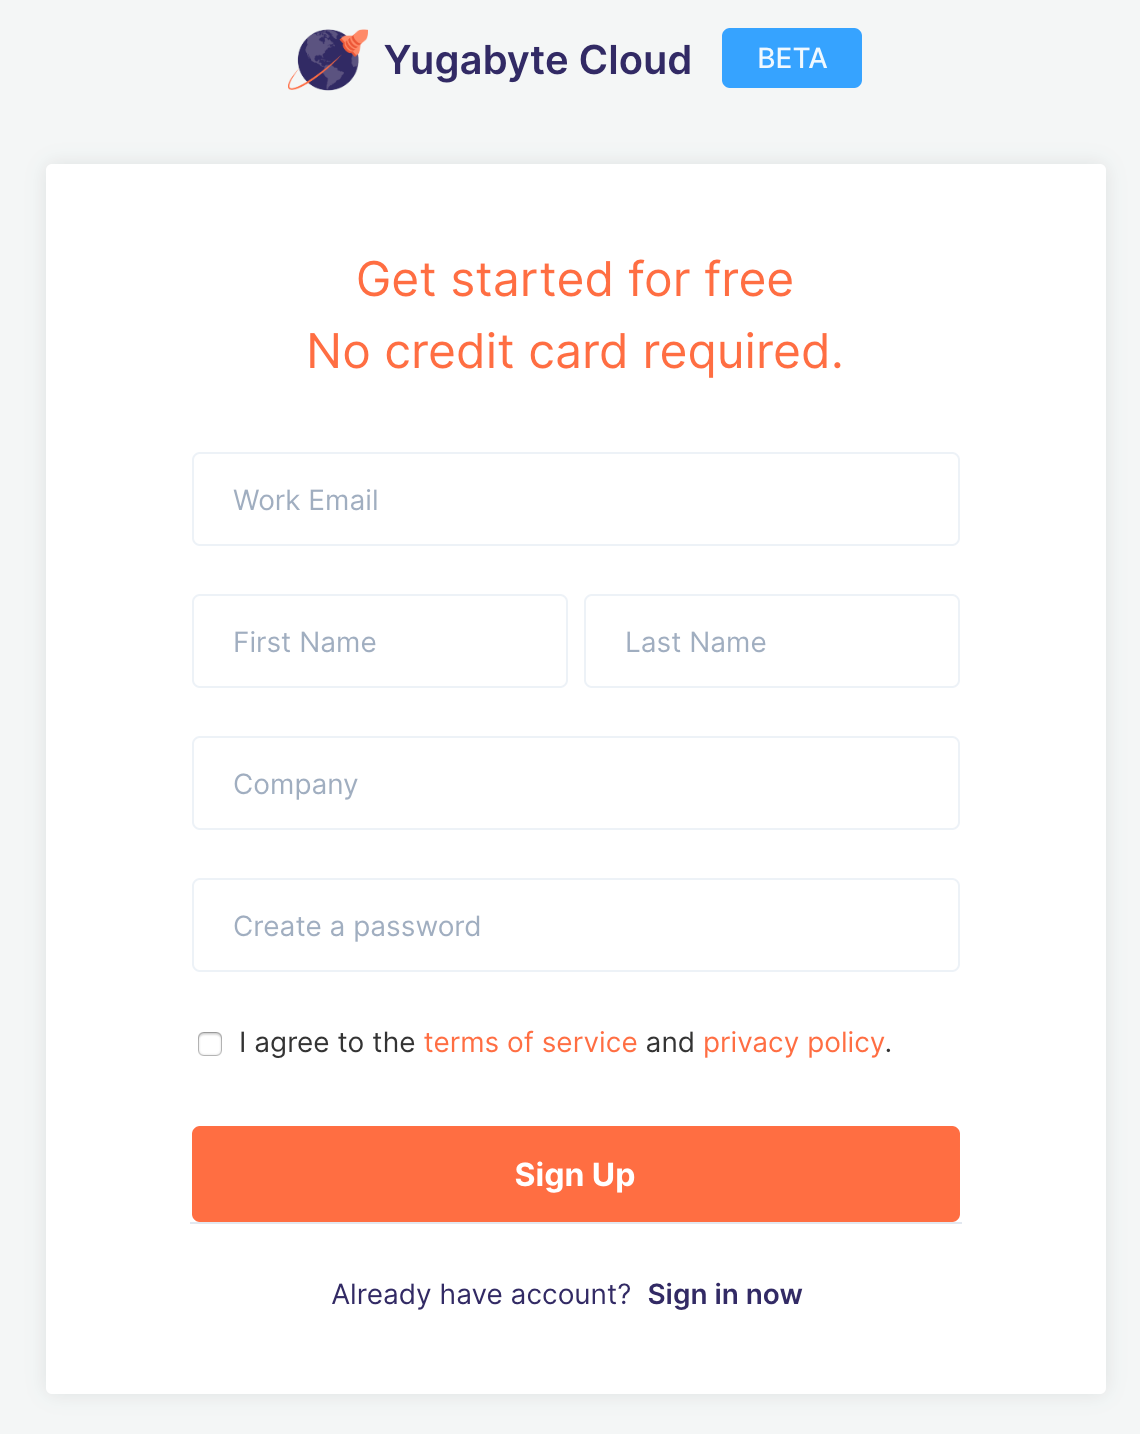 Yugabyte Cloud BETA
Get started for free
No credit card required.
Work Email
First Name Last Name
Company
Create a password
I agree to the terms of service and privacy policy.
Sign Up
Already have account? Sign in now